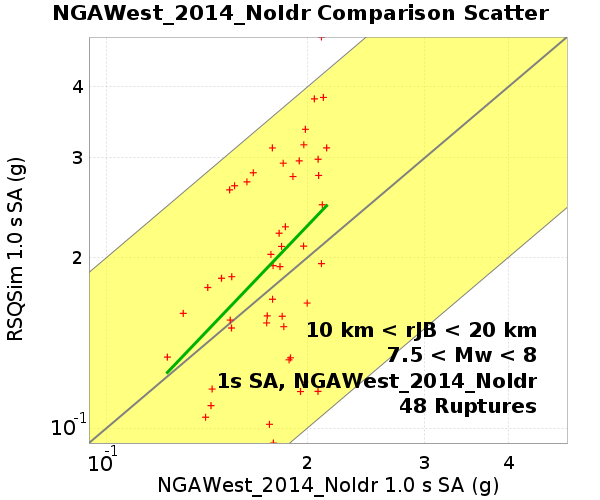 NGAWest_2014_NoIdr Comparison Scatter
RSQSim 1.0 s SA (g)
4
3
2
10-1
10 km < rJB < 20 km
7.5 < Mw < 8
1s SA, NGAWest_2014_NoIdr
48 Ruptures
10-1 2 3 4
NGAWest_2014_NoIdr 1.0 s SA (g)